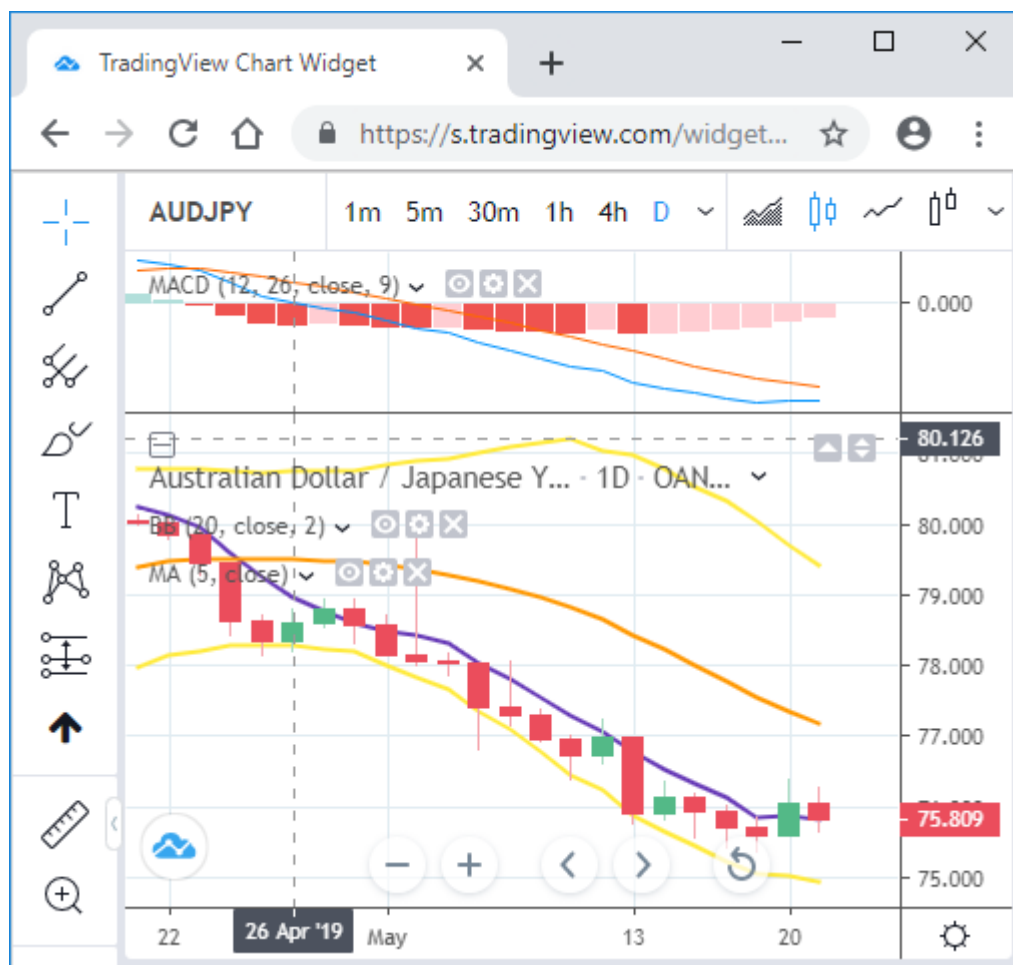 TradingView Chart Widget
https://s.tradingview.com/widget...
AUDJPY 1m 5m 30m 1h 4h D
MACD (12, 26, close, 9)
0.000
80.126
Australian Dollar / Japanese Y... · 1D · OAN...
BB (20, close, 2)
80.000
MA (5, close)
79.000
78.000
77.000
75.809
75.000
22 26 Apr '19 May 13 20